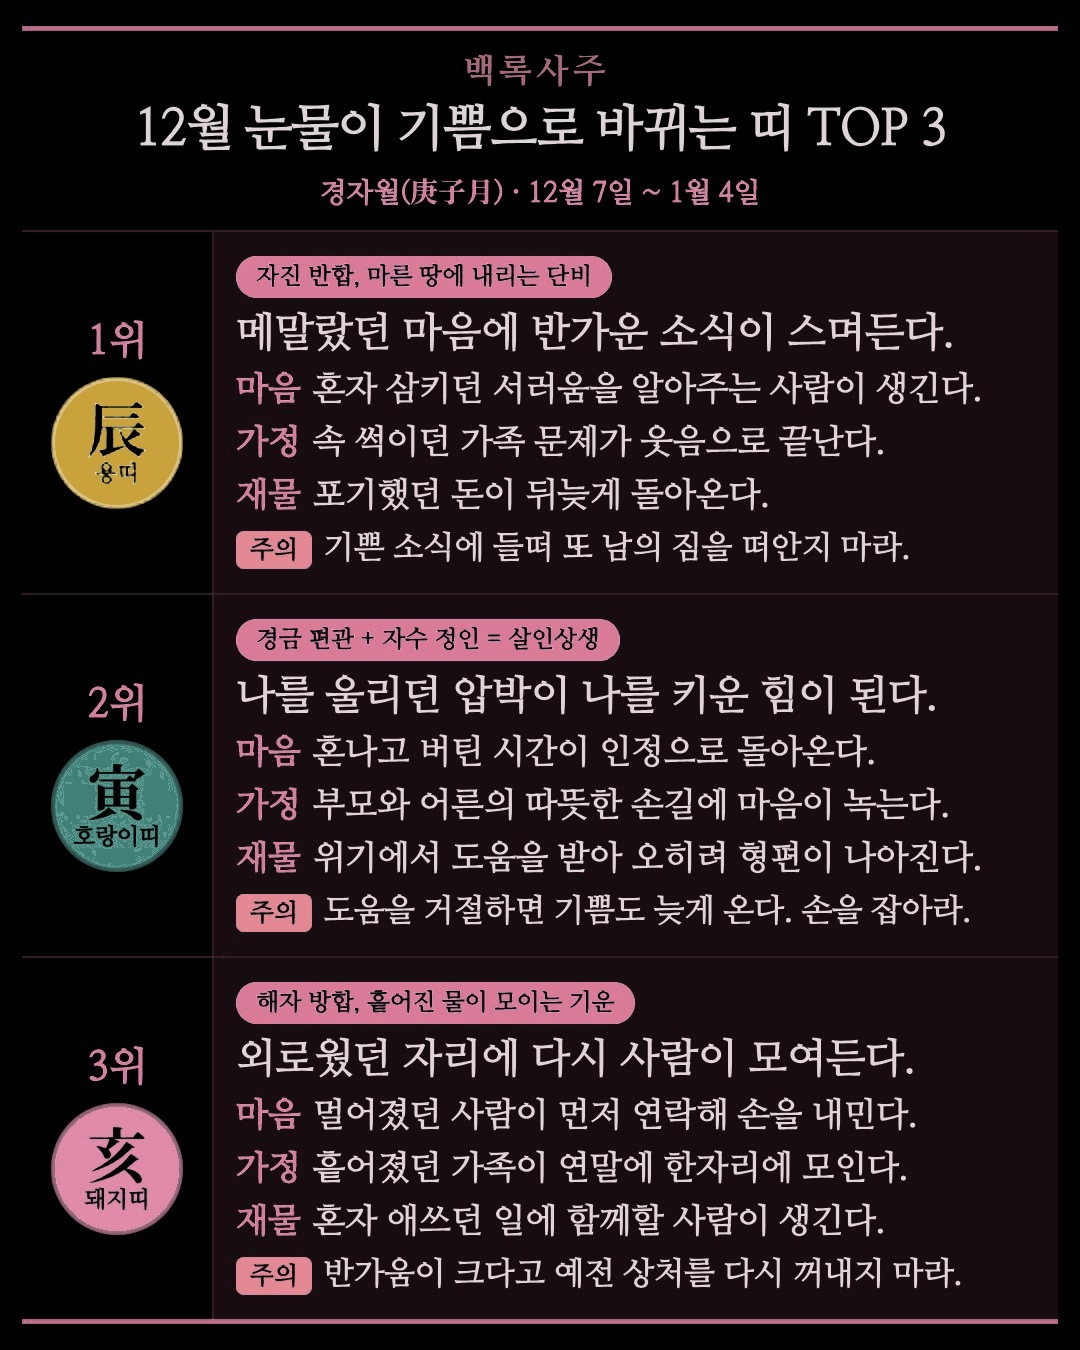 백록사주
12월 눈물이 기쁨으로 바뀌는 띠 TOP 3
경자월(庚子月) · 12월 7일 ~ 1월 4일
1위
辰
용띠
자진 반합, 마른 땅에 내리는 단비
메말랐던 마음에 반가운 소식이 스며든다.
마음 혼자 삼키던 서러움을 알아주는 사람이 생긴다.
가정 속 썩이던 가족 문제가 웃음으로 끝난다.
재물 포기했던 돈이 뒤늦게 돌아온다.
주의 기쁜 소식에 들떠 또 남의 짐을 떠안지 마라.
2위
寅
호랑이띠
경금 편관 + 자수 정인 = 살인상생
나를 울리던 압박이 나를 키운 힘이 된다.
마음 혼나고 버틴 시간이 인정으로 돌아온다.
가정 부모와 어른의 따뜻한 손길에 마음이 녹는다.
재물 위기에서 도움을 받아 오히려 형편이 나아진다.
주의 도움을 거절하면 기쁨도 늦게 온다. 손을 잡아라.
3위
亥
돼지띠
해자 방합, 흩어진 물이 모이는 기운
외로웠던 자리에 다시 사람이 모여든다.
마음 멀어졌던 사람이 먼저 연락해 손을 내민다.
가정 흩어졌던 가족이 연말에 한자리에 모인다.
재물 혼자 애쓰던 일에 함께할 사람이 생긴다.
주의 반가움이 크다고 예전 상처를 다시 꺼내지 마라.